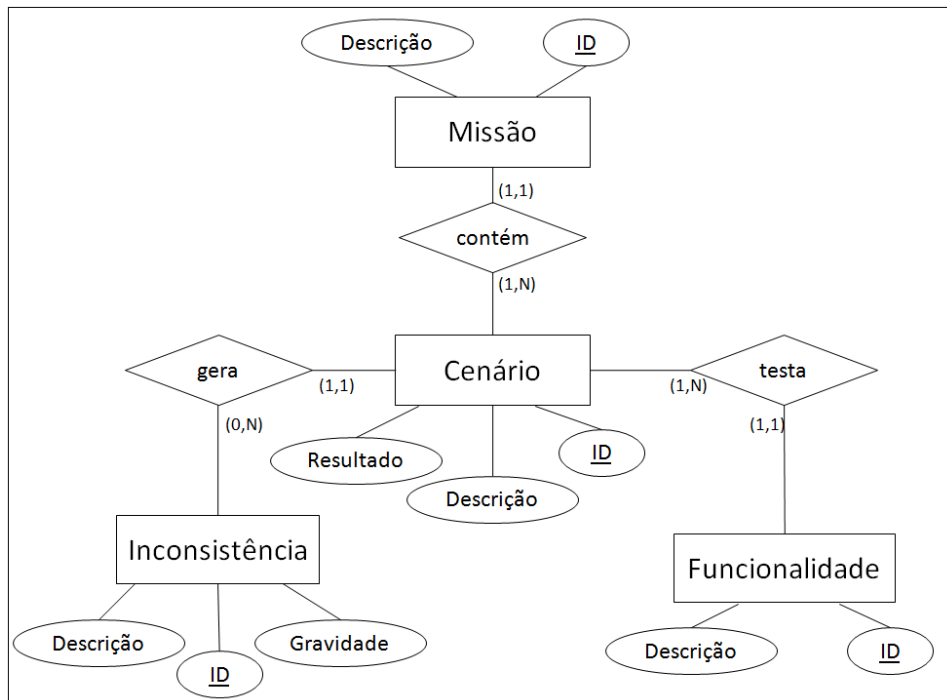 Descrição
ID
Missão
(1,1)
contém
(1,N)
gera
(1,1)
(0,N)
Cenário
(1,N)
testa
(1,1)
Resultado
Descrição
ID
Inconsistência
Funcionalidade
Descrição
ID
Gravidade
Descrição
ID